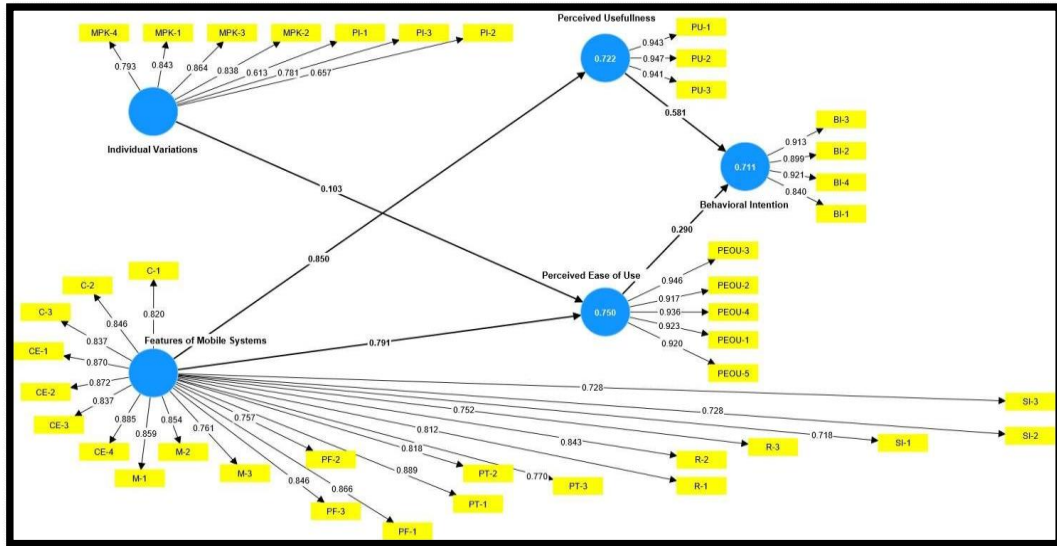 Perceived Usefullness
MPK-4
MPK-1
MPK-3
MPK-2
PI-1
PI-3
PI-2
0.793
0.843
0.864
0.838
0.613
0.781
0.657
Individual Variations
PU-1
PU-2
PU-3
0.943
0.947
0.941
0.722
0.581
BI-3
BI-2
BI-4
BI-1
0.913
0.899
0.921
0.840
0.711
Behavioral Intention
0.103
0.850
0.290
Perceived Ease of Use
0.750
PEOU-3
PEOU-2
PEOU-4
PEOU-1
PEOU-5
0.946
0.917
0.936
0.923
0.920
0.791
Features of Mobile Systems
C-1
C-2
C-3
CE-1
CE-2
CE-3
CE-4
M-1
M-2
M-3
0.820
0.846
0.837
0.870
0.872
0.837
0.885
0.859
0.854
0.761
0.757
0.846
0.866
0.889
0.818
0.770
0.812
0.843
0.752
0.718
0.728
0.728
PF-2
PF-3
PF-1
PT-2
PT-1
PT-3
R-2
R-1
R-3
SI-1
SI-3
SI-2